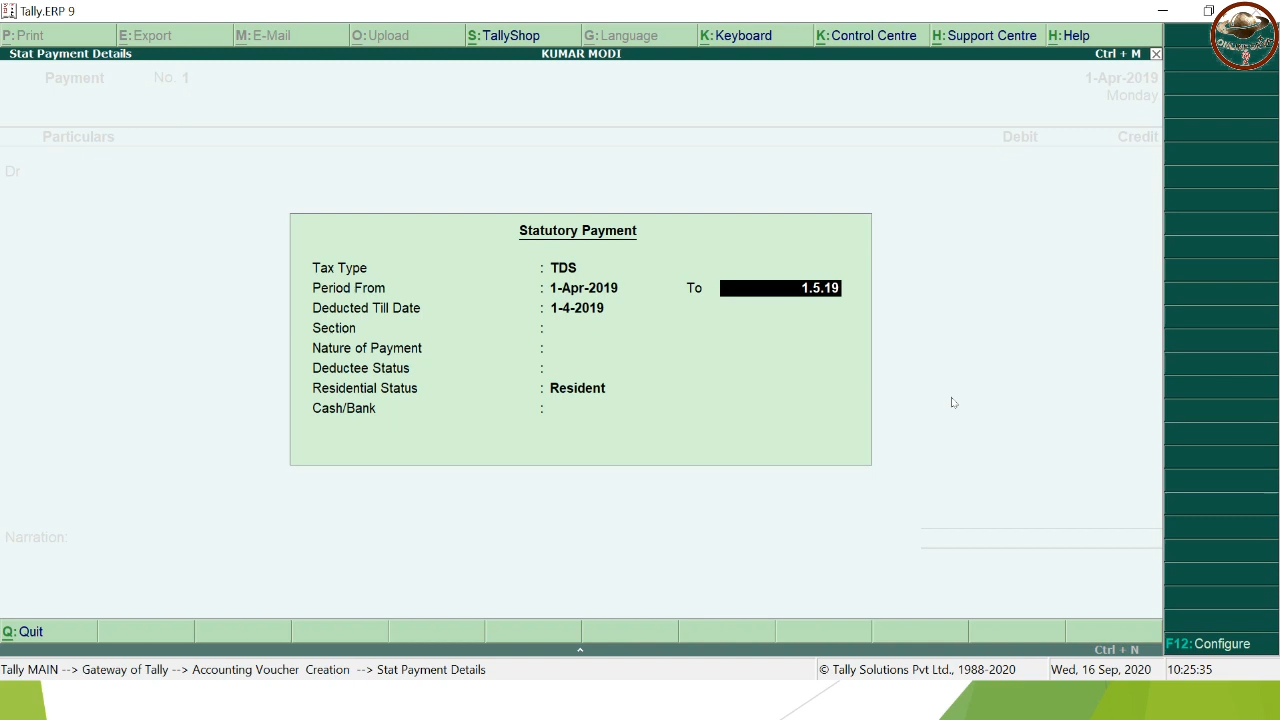 Tally.ERP 9
P: Print E: Export M: E-Mail O: Upload S: TallyShop G: Language K: Keyboard K: Control Centre H: Support Centre H: Help
Stat Payment Details KUMAR MODI Ctrl + M
Payment No. 1 1-Apr-2019
Monday
Particulars Debit Credit
Dr
Statutory Payment
Tax Type : TDS
Period From : 1-Apr-2019 To 1.5.19
Deducted Till Date : 1-4-2019
Section :
Nature of Payment :
Deductee Status :
Residential Status : Resident
Cash/Bank :
Narration:
Q: Quit
F12: Configure
Ctrl + N
Tally MAIN --> Gateway of Tally --> Accounting Voucher Creation --> Stat Payment Details © Tally Solutions Pvt Ltd., 1988-2020 Wed, 16 Sep, 2020 10:25:35